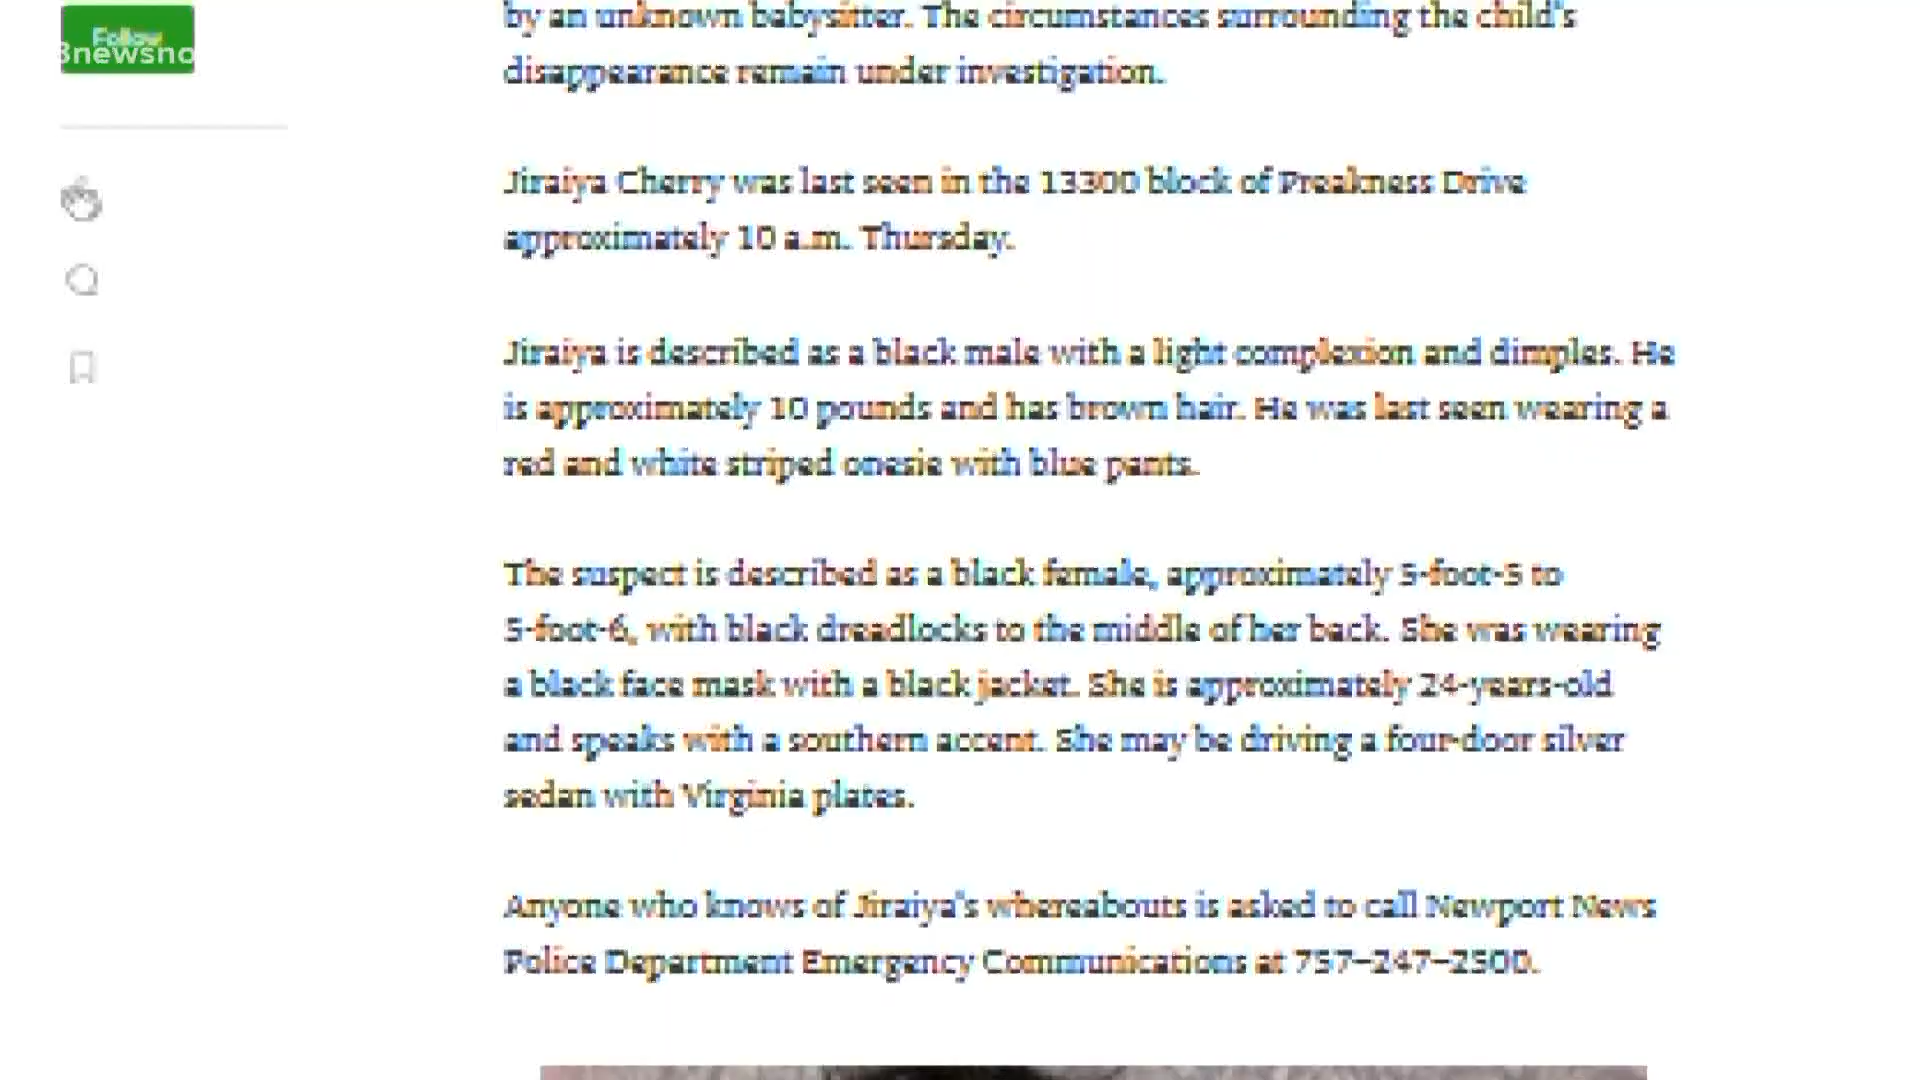 Follow
3newsno
by an unknown babysitter. The circumstances surrounding the child's
disappearance remain under investigation.
Jiraiya Cherry was last seen in the 13300 block of Preakness Drive
approximately 10 a.m. Thursday.
Jiraiya is described as a black male with a light complexion and dimples. He
is approximately 10 pounds and has brown hair. He was last seen wearing a
red and white striped onesie with blue pants.
The suspect is described as a black female, approximately 5-foot-5 to
5-foot-6, with black dreadlocks to the middle of her back. She was wearing
a black face mask with a black jacket. She is approximately 24-years-old
and speaks with a southern accent. She may be driving a four-door silver
sedan with Virginia plates.
Anyone who knows of Jiraiya's whereabouts is asked to call Newport News
Police Department Emergency Communications at 757–247–2500.